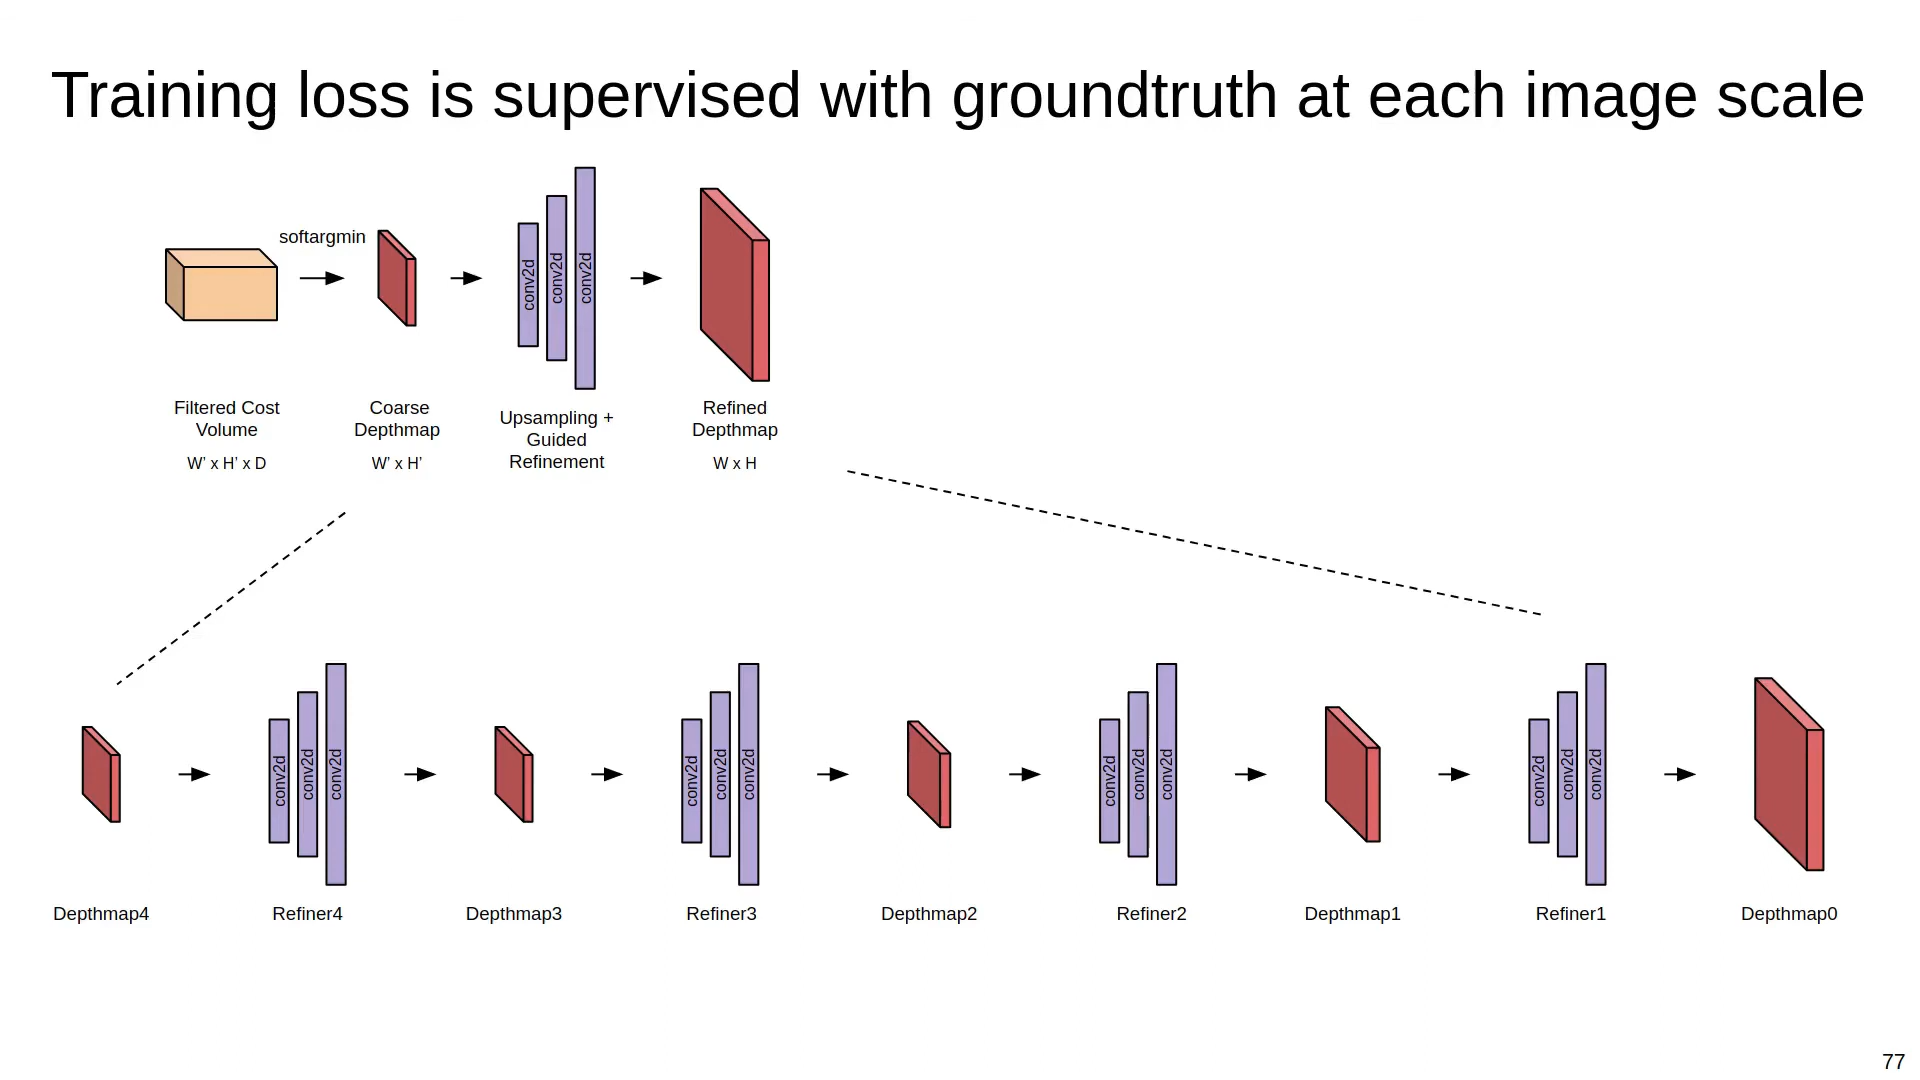 Training loss is supervised with groundtruth at each image scale
softargmin
conv2d
conv2d
conv2d
Filtered Cost
Volume
W’ x H’ x D
Coarse
Depthmap
W’ x H’
Upsampling +
Guided
Refinement
Refined
Depthmap
W x H
conv2d
conv2d
conv2d
conv2d
conv2d
conv2d
conv2d
conv2d
conv2d
conv2d
conv2d
conv2d
Depthmap4
Refiner4
Depthmap3
Refiner3
Depthmap2
Refiner2
Depthmap1
Refiner1
Depthmap0
77